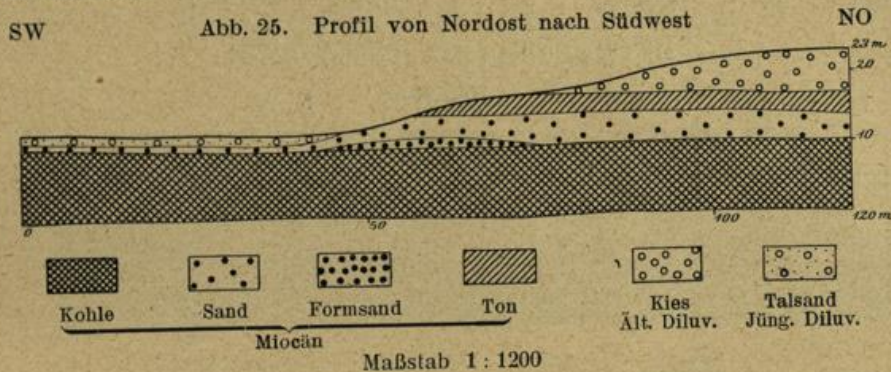 SW Abb. 25. Profil von Nordost nach Südwest NO
23 m
20
10
0 50 100 120 m
Kohle Sand Formsand Ton Kies Talsand
Ält. Diluv. Jüng. Diluv.
Miocän
Maßstab 1 : 1200